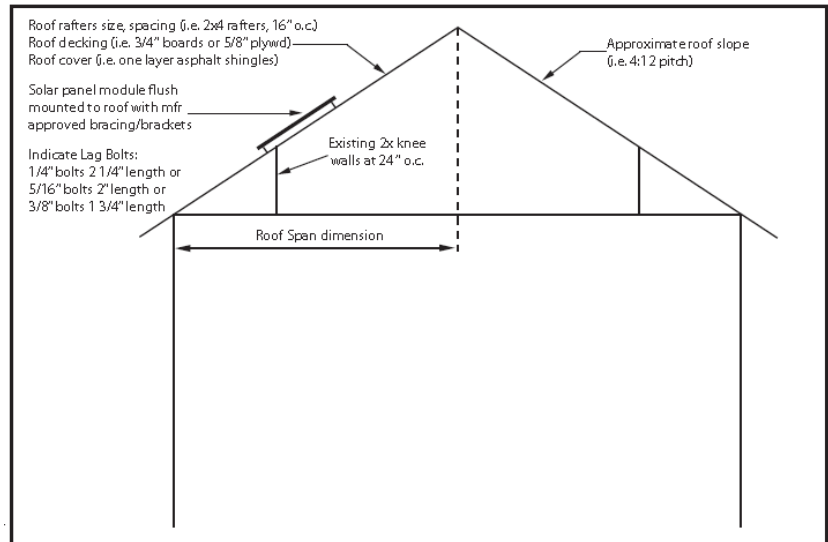 Roof rafters size, spacing (i.e. 2x4 rafters, 16" o.c.)
Roof decking (i.e. 3/4" boards or 5/8" plywd)
Roof cover (i.e. one layer asphalt shingles)
Solar panel module flush
mounted to roof with mfr
approved bracing/brackets
Indicate Lag Bolts:
1/4" bolts 2 1/4" length or
5/16" bolts 2" length or
3/8" bolts 1 3/4" length
Approximate roof slope
(i.e. 4:12 pitch)
Existing 2x knee
walls at 24" o.c.
Roof Span dimension